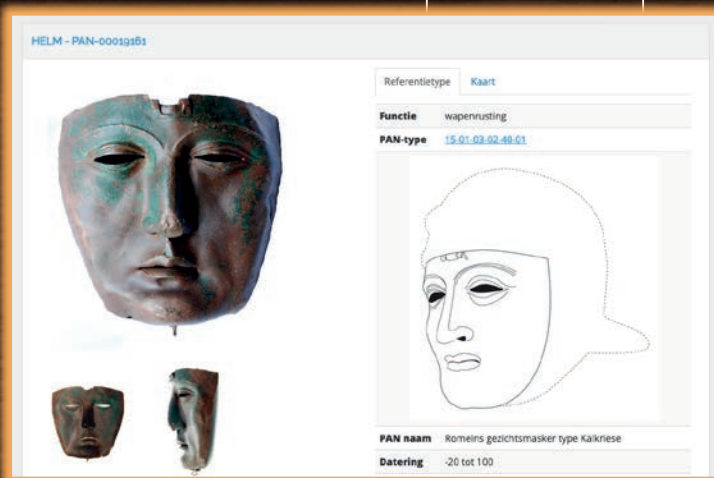 HELM - PAN-00019161
Referentietype Kaart
Functie wapenrusting
PAN-type 15-01-03-02-40-01
PAN naam Romeins gezichtsmasker type Kalkriese
Datering -20 tot 100